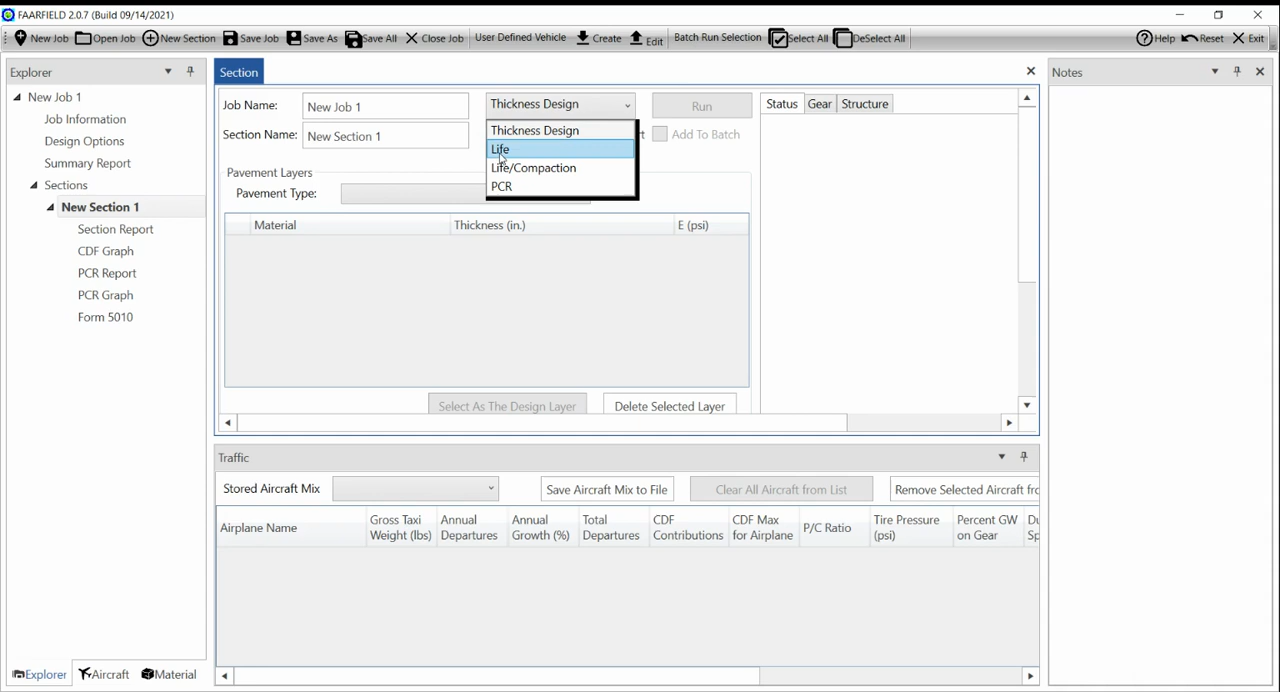 FAARFIELD 2.0.7 (Build 09/14/2021)
New Job Open Job New Section Save Job Save As Save All Close Job User Defined Vehicle Create Edit Batch Run Selection Select All DeSelect All Help Reset Exit
Explorer
New Job 1
Job Information
Design Options
Summary Report
Sections
New Section 1
Section Report
CDF Graph
PCR Report
PCR Graph
Form 5010
Explorer Aircraft Material
Section
Job Name: New Job 1 Thickness Design Run
Section Name: New Section 1 Add To Batch
Thickness Design
Life
Life/Compaction
PCR
Pavement Layers
Pavement Type:
Material Thickness (in.) E (psi)
Select As The Design Layer Delete Selected Layer
Status Gear Structure
Traffic
Stored Aircraft Mix Save Aircraft Mix to File Clear All Aircraft from List Remove Selected Aircraft
Airplane Name
Gross Taxi
Weight (lbs)
Annual
Departures
Annual
Growth (%)
Total
Departures
CDF
Contributions
CDF Max
for Airplane
P/C Ratio
Tire Pressure
(psi)
Percent GW
on Gear
Notes